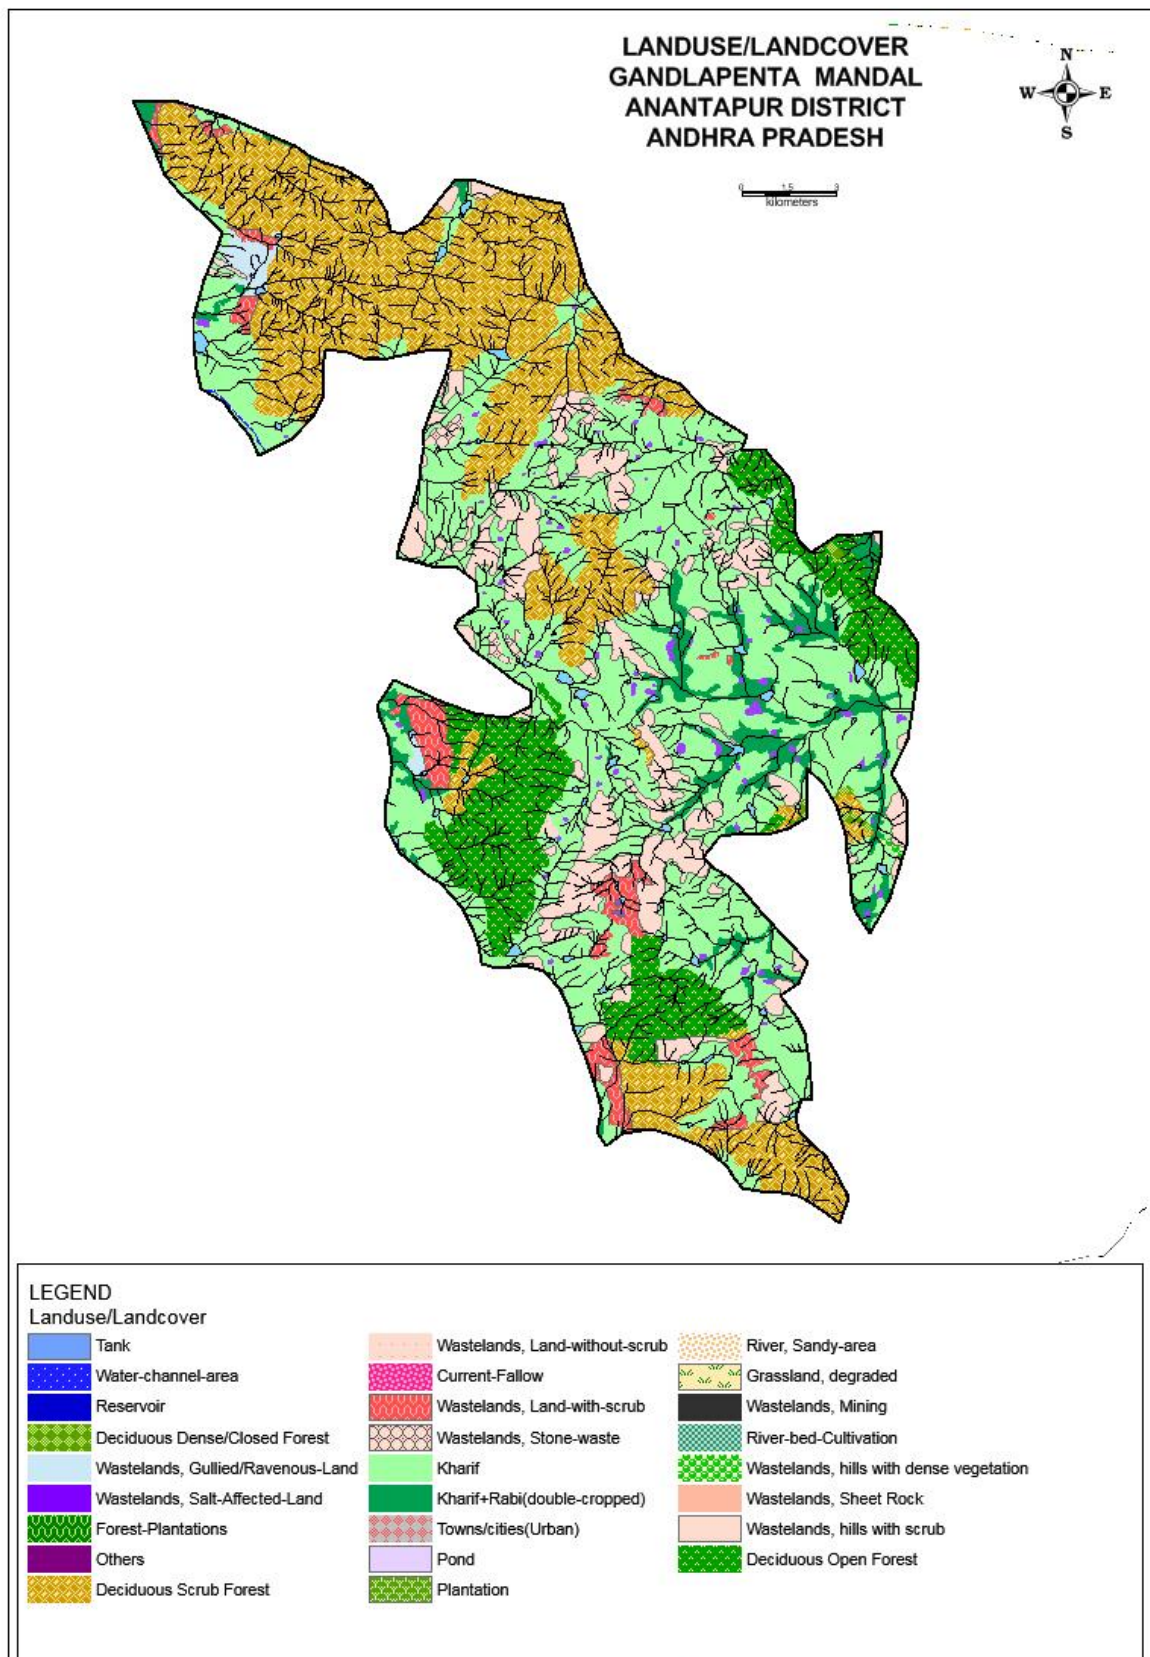 LANDUSE/LANDCOVER
GANDLAPENTA MANDAL
ANANTAPUR DISTRICT
ANDHRA PRADESH
N
W E
S
0 1.5 3
kilometers
LEGEND
Landuse/Landcover
Tank
Water-channel-area
Reservoir
Deciduous Dense/Closed Forest
Wastelands, Gullied/Ravenous-Land
Wastelands, Salt-Affected-Land
Forest-Plantations
Others
Deciduous Scrub Forest
Wastelands, Land-without-scrub
Current-Fallow
Wastelands, Land-with-scrub
Wastelands, Stone-waste
Kharif
Kharif+Rabi(double-cropped)
Towns/cities(Urban)
Pond
Plantation
River, Sandy-area
Grassland, degraded
Wastelands, Mining
River-bed-Cultivation
Wastelands, hills with dense vegetation
Wastelands, Sheet Rock
Wastelands, hills with scrub
Deciduous Open Forest